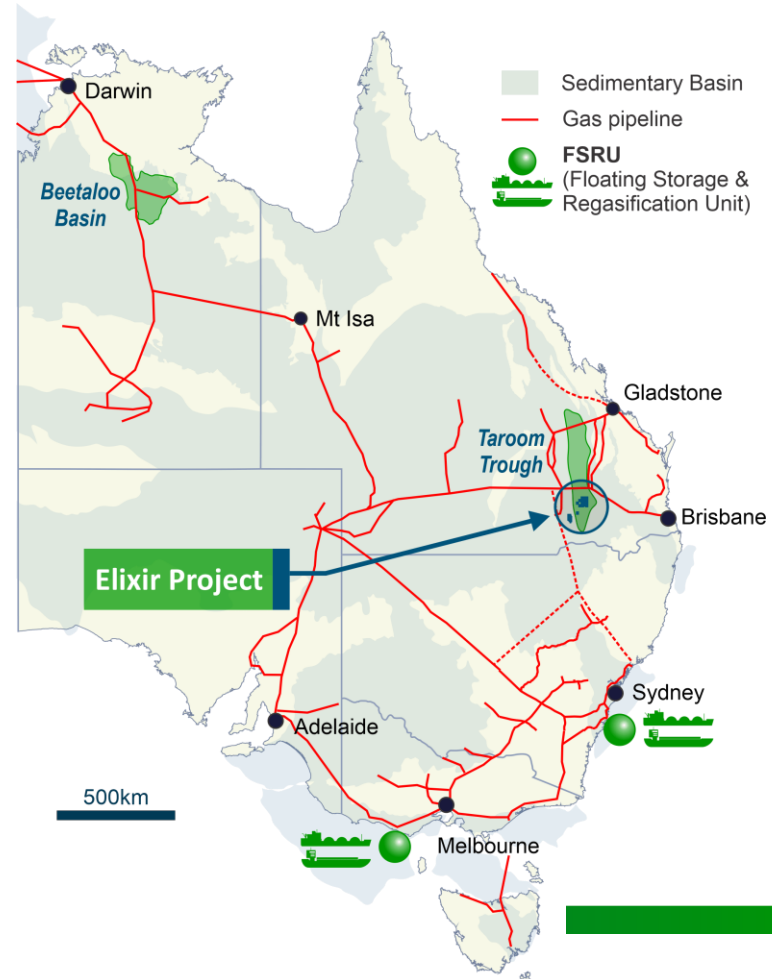 Darwin
Sedimentary Basin
Gas pipeline
FSRU
(Floating Storage &
Regasification Unit)
Beetaloo
Basin
Mt Isa
Gladstone
Taroom
Trough
Brisbane
Elixir Project
Sydney
Adelaide
500km
Melbourne